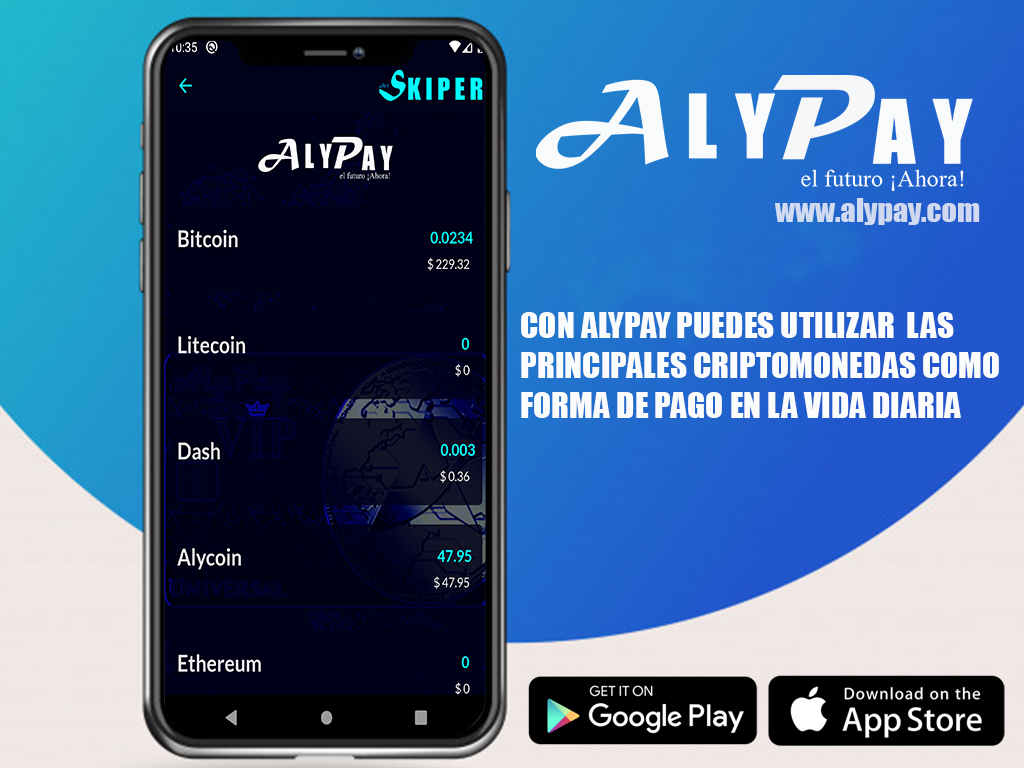 10:35
SKIPER
ALYPAY
el futuro ¡Ahora!
Bitcoin
0.0234
$ 229.32
Litecoin
0
$ 0
VIP
Dash
0.003
$ 0.36
Alycoin
47.95
$ 47.95
UNIVERSAL
Ethereum
0
$ 0
ALYPAY
el futuro ¡Ahora!
www.alypay.com
CON ALYPAY PUEDES UTILIZAR LAS
PRINCIPALES CRIPTOMONEDAS COMO
FORMA DE PAGO EN LA VIDA DIARIA
GET IT ON
Google Play
Download on the
App Store